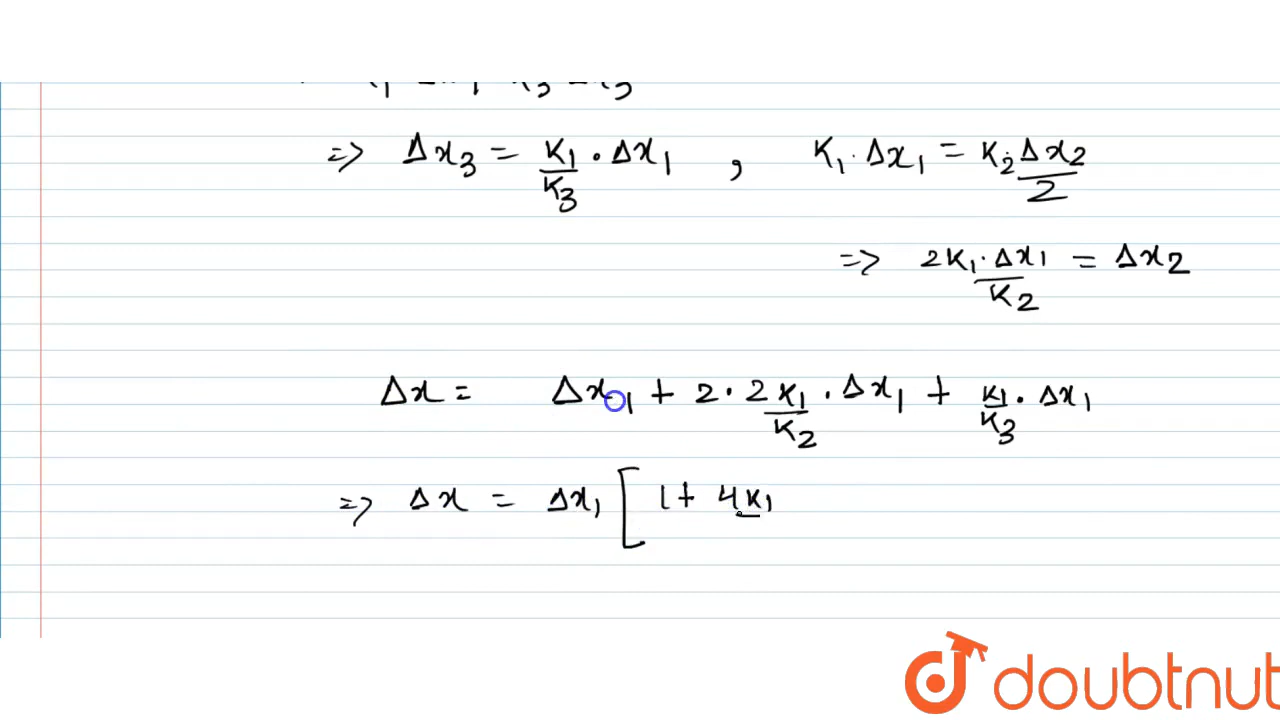 => Δx3 = K1/K3 · Δx1 , K1 · Δx1 = K2 · Δx2/2
=> 2K1 · Δx1/K2 = Δx2
Δx = Δx1 + 2 · 2K1/K2 · Δx1 + K1/K3 · Δx1
=> Δx = Δx1 [ 1 + 4K1
doubtnut